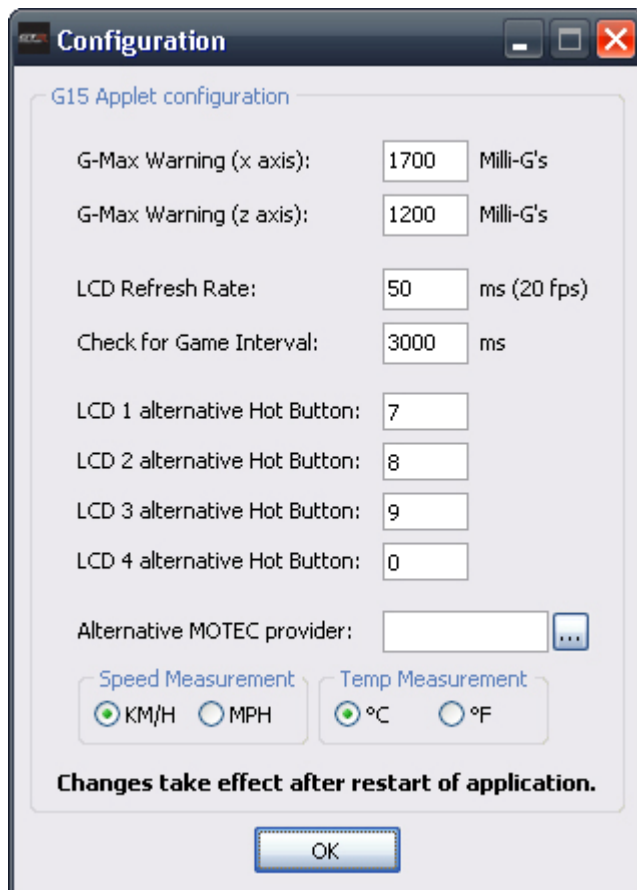 Configuration
G15 Applet configuration
G-Max Warning (x axis): 1700 Milli-G's
G-Max Warning (z axis): 1200 Milli-G's
LCD Refresh Rate: 50 ms (20 fps)
Check for Game Interval: 3000 ms
LCD 1 alternative Hot Button: 7
LCD 2 alternative Hot Button: 8
LCD 3 alternative Hot Button: 9
LCD 4 alternative Hot Button: 0
Alternative MOTEC provider: ...
Speed Measurement Temp Measurement
KM/H MPH °C °F
Changes take effect after restart of application.
OK